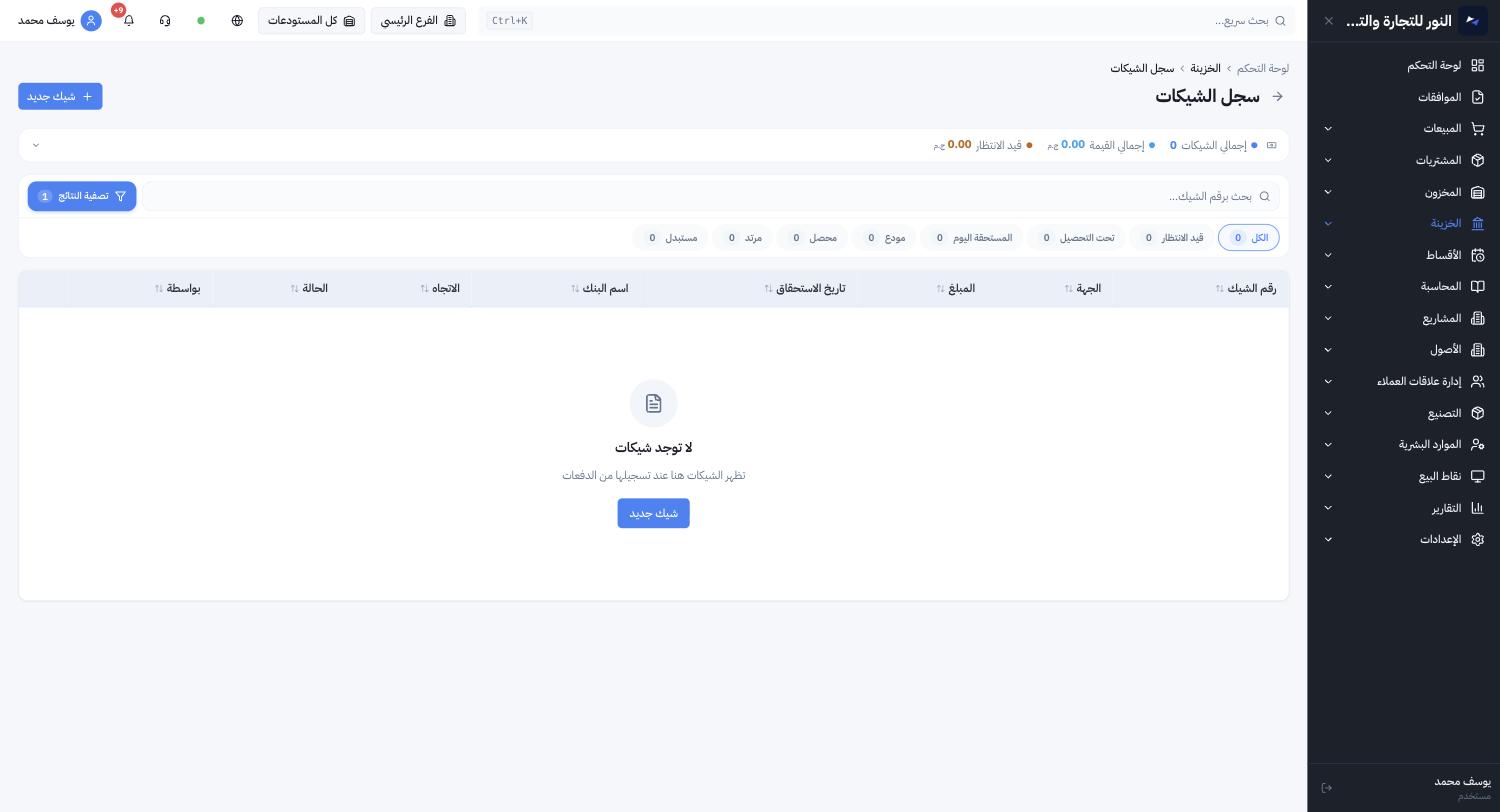 النور للتجارة والتـ...
لوحة التحكم
الموافقات
المبيعات
المشتريات
المخزون
الخزينة
الأقساط
المحاسبة
المشاريع
الأصول
إدارة علاقات العملاء
التصنيع
الموارد البشرية
نقاط البيع
التقارير
الإعدادات
يوسف محمد
مستخدم
بحث سريع... Ctrl+K
الفرع الرئيسي
كل المستودعات
+9
يوسف محمد
لوحة التحكم › الخزينة › سجل الشيكات
سجل الشيكات
شيك جديد
إجمالي الشيكات 0 إجمالي القيمة 0.00 ج.م قيد الانتظار 0.00 ج.م
بحث برقم الشيك...
تصفية النتائج 1
الكل 0 قيد الانتظار 0 تحت التحصيل 0 المستحقة اليوم 0 مودع 0 محصل 0 مرتد 0 مستبدل 0
رقم الشيك الجهة المبلغ تاريخ الاستحقاق اسم البنك الاتجاه الحالة بواسطة
لا توجد شيكات
تظهر الشيكات هنا عند تسجيلها من الدفعات
شيك جديد